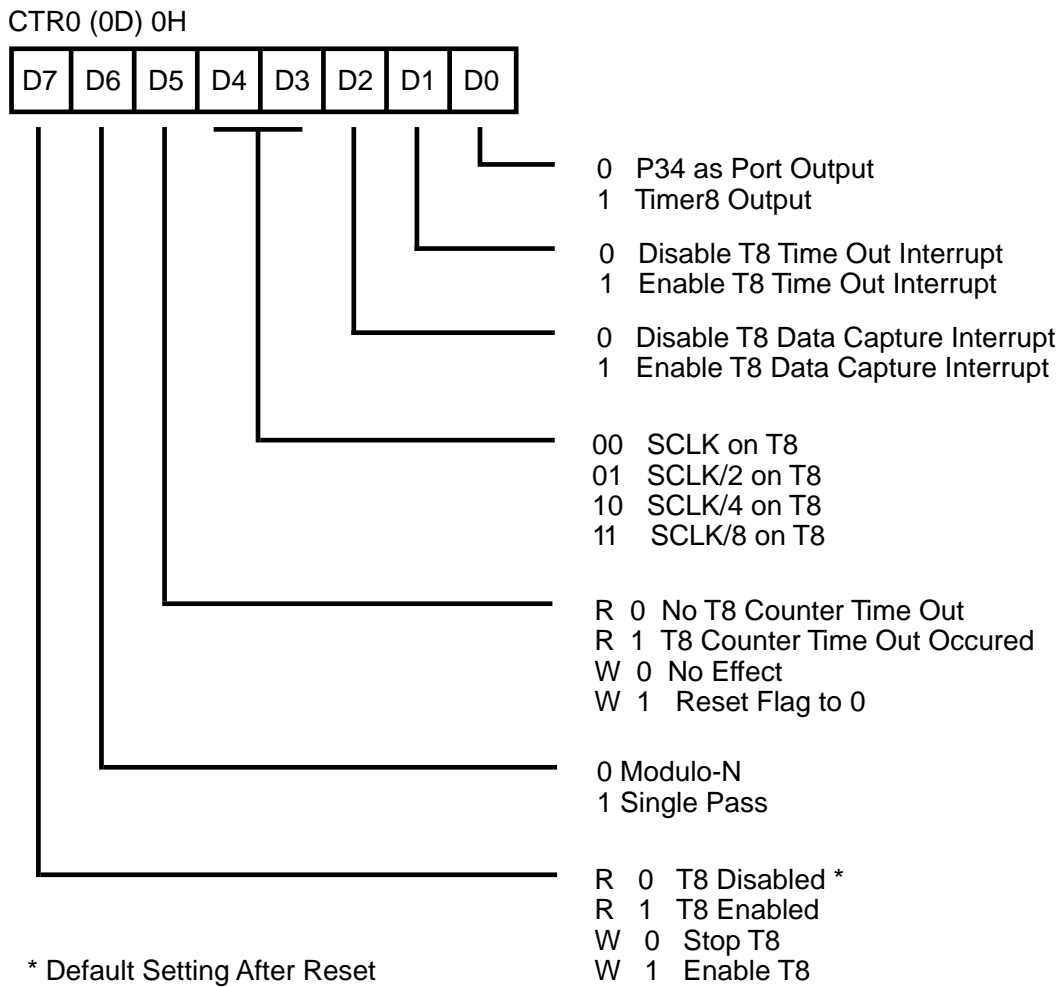 CTR0 (0D) 0H
D7 D6 D5 D4 D3 D2 D1 D0
0 P34 as Port Output
1 Timer8 Output
0 Disable T8 Time Out Interrupt
1 Enable T8 Time Out Interrupt
0 Disable T8 Data Capture Interrupt
1 Enable T8 Data Capture Interrupt
00 SCLK on T8
01 SCLK/2 on T8
10 SCLK/4 on T8
11 SCLK/8 on T8
R 0 No T8 Counter Time Out
R 1 T8 Counter Time Out Occured
W 0 No Effect
W 1 Reset Flag to 0
0 Modulo-N
1 Single Pass
R 0 T8 Disabled *
R 1 T8 Enabled
W 0 Stop T8
W 1 Enable T8
* Default Setting After Reset